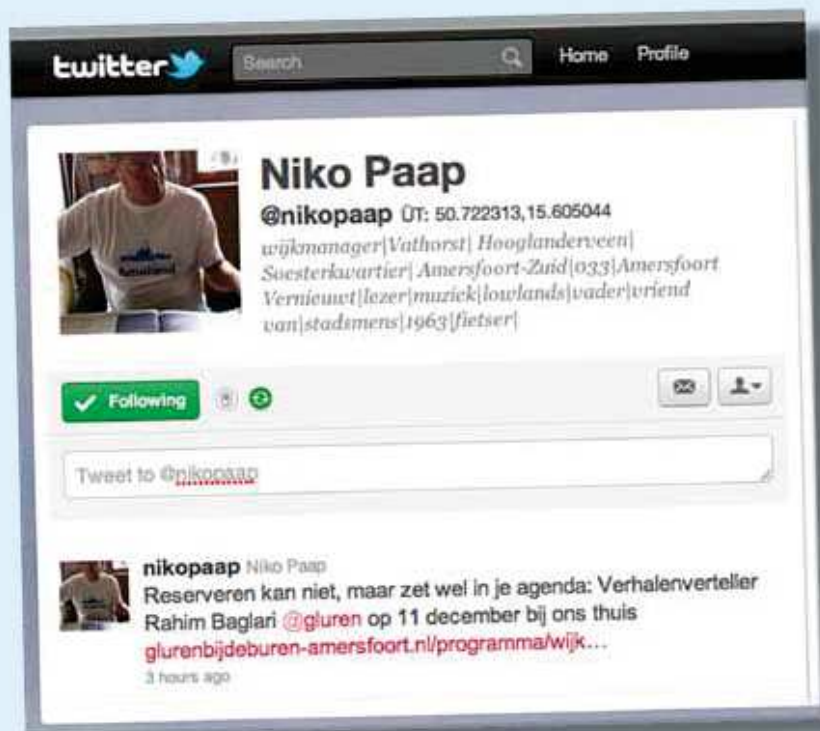 twitter
Search
Home
Profile
Niko Paap
@nikopaap ÜT: 50.722313,15.605044
wijkmanager|Vathorst| Hooglanderveen|
Soesterkwartier| Amersfoort-Zuid|033|Amersfoort
Vernieuwt|lezer|muziek|lowlands|vader|vriend
van|stadsmens|1963|fietser|
Following
Tweet to @nikopaap
nikopaap Niko Paap
Reserveren kan niet, maar zet wel in je agenda: Verhalenverteller
Rahim Baglari @gluren op 11 december bij ons thuis
glurenbijdeburen-amersfoort.nl/programma/wijk...
3 hours ago